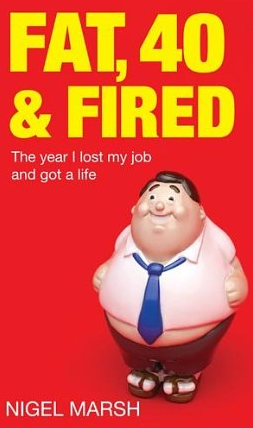 FAT, 40
& FIRED
The year I lost my job
and got a life
NIGEL MARSH